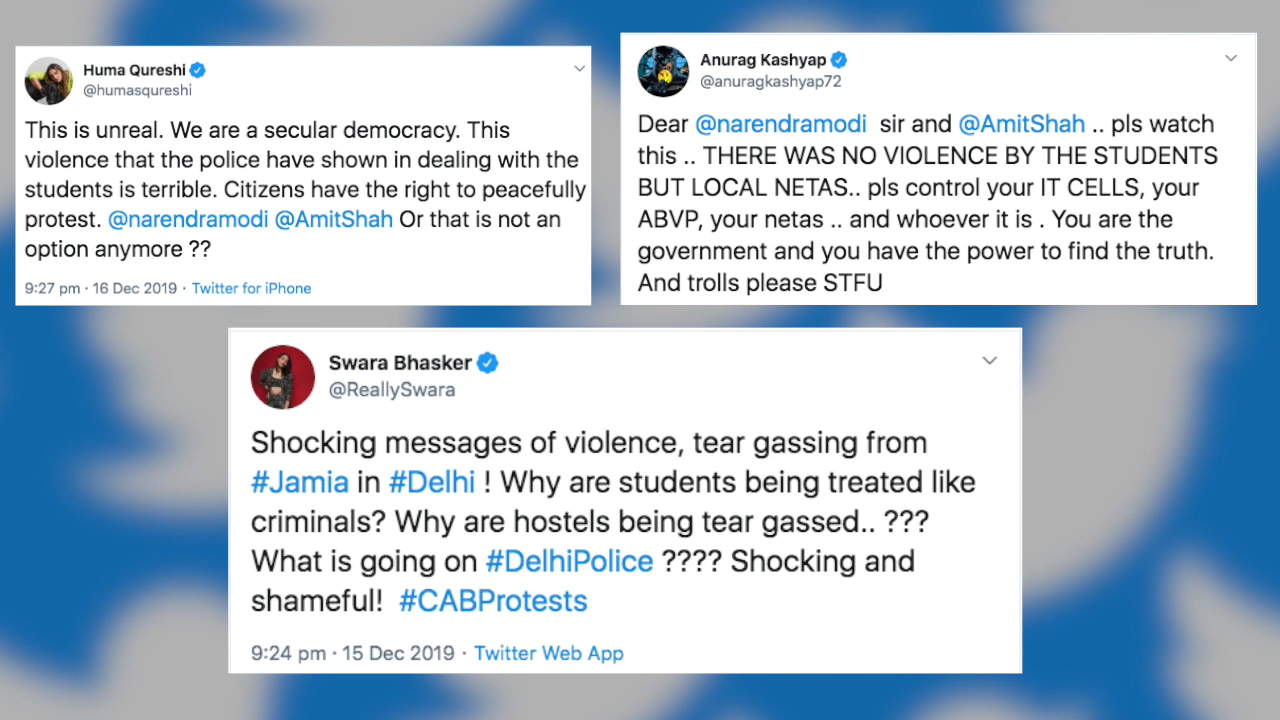 Huma Qureshi
@humasqureshi
This is unreal. We are a secular democracy. This
violence that the police have shown in dealing with the
students is terrible. Citizens have the right to peacefully
protest. @narendramodi @AmitShah Or that is not an
option anymore ??
9:27 pm · 16 Dec 2019 · Twitter for iPhone
Anurag Kashyap
@anuragkashyap72
Dear @narendramodi sir and @AmitShah .. pls watch
this .. THERE WAS NO VIOLENCE BY THE STUDENTS
BUT LOCAL NETAS.. pls control your IT CELLS, your
ABVP, your netas .. and whoever it is . You are the
government and you have the power to find the truth.
And trolls please STFU
Swara Bhasker
@ReallySwara
Shocking messages of violence, tear gassing from
#Jamia in #Delhi ! Why are students being treated like
criminals? Why are hostels being tear gassed.. ???
What is going on #DelhiPolice ???? Shocking and
shameful! #CABProtests
9:24 pm · 15 Dec 2019 · Twitter Web App